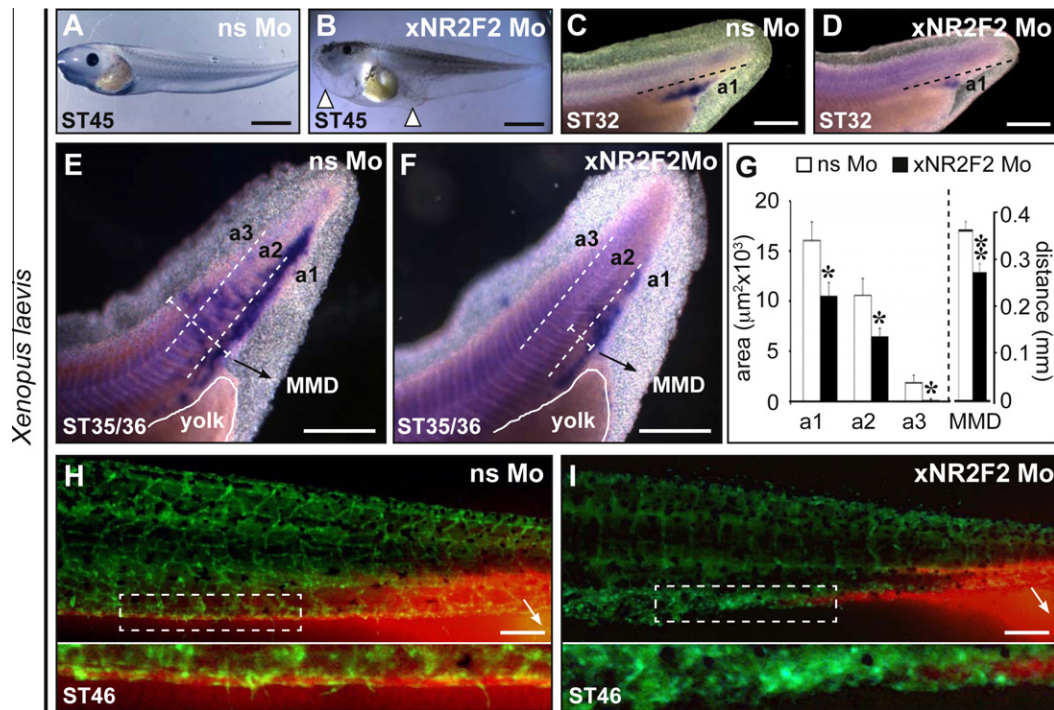 Xenopus laevis
A
ns Mo
ST45
B
xNR2F2 Mo
ST45
C
ns Mo
a1
ST32
D
xNR2F2 Mo
a1
ST32
E
ns Mo
a3
a2
a1
MMD
yolk
ST35/36
F
xNR2F2Mo
a3
a2
a1
MMD
yolk
ST35/36
G
ns Mo
xNR2F2 Mo
area (µm²x10³)
20
15
10
5
0
*
*
*
**
0.4
0.3
0.2
0.1
0
distance (mm)
a1
a2
a3
MMD
H
ns Mo
ST46
I
xNR2F2 Mo
ST46